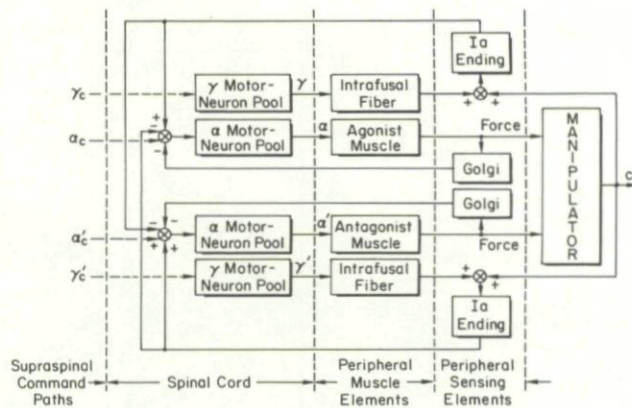 Ia
Ending
γc
γ Motor-
Neuron Pool
γ
Intrafusal
Fiber
+
+
−
+
−
αc
+
−
α Motor-
Neuron Pool
α
Agonist
Muscle
Force
Golgi
MANIPULATOR
c
Golgi
−
−
α'c
+
+
α Motor-
Neuron Pool
α'
Antagonist
Muscle
Force
γ'c
γ Motor-
Neuron Pool
γ'
Intrafusal
Fiber
+
+
Ia
Ending
Supraspinal
Command
Paths
Spinal Cord
Peripheral
Muscle
Elements
Peripheral
Sensing
Elements